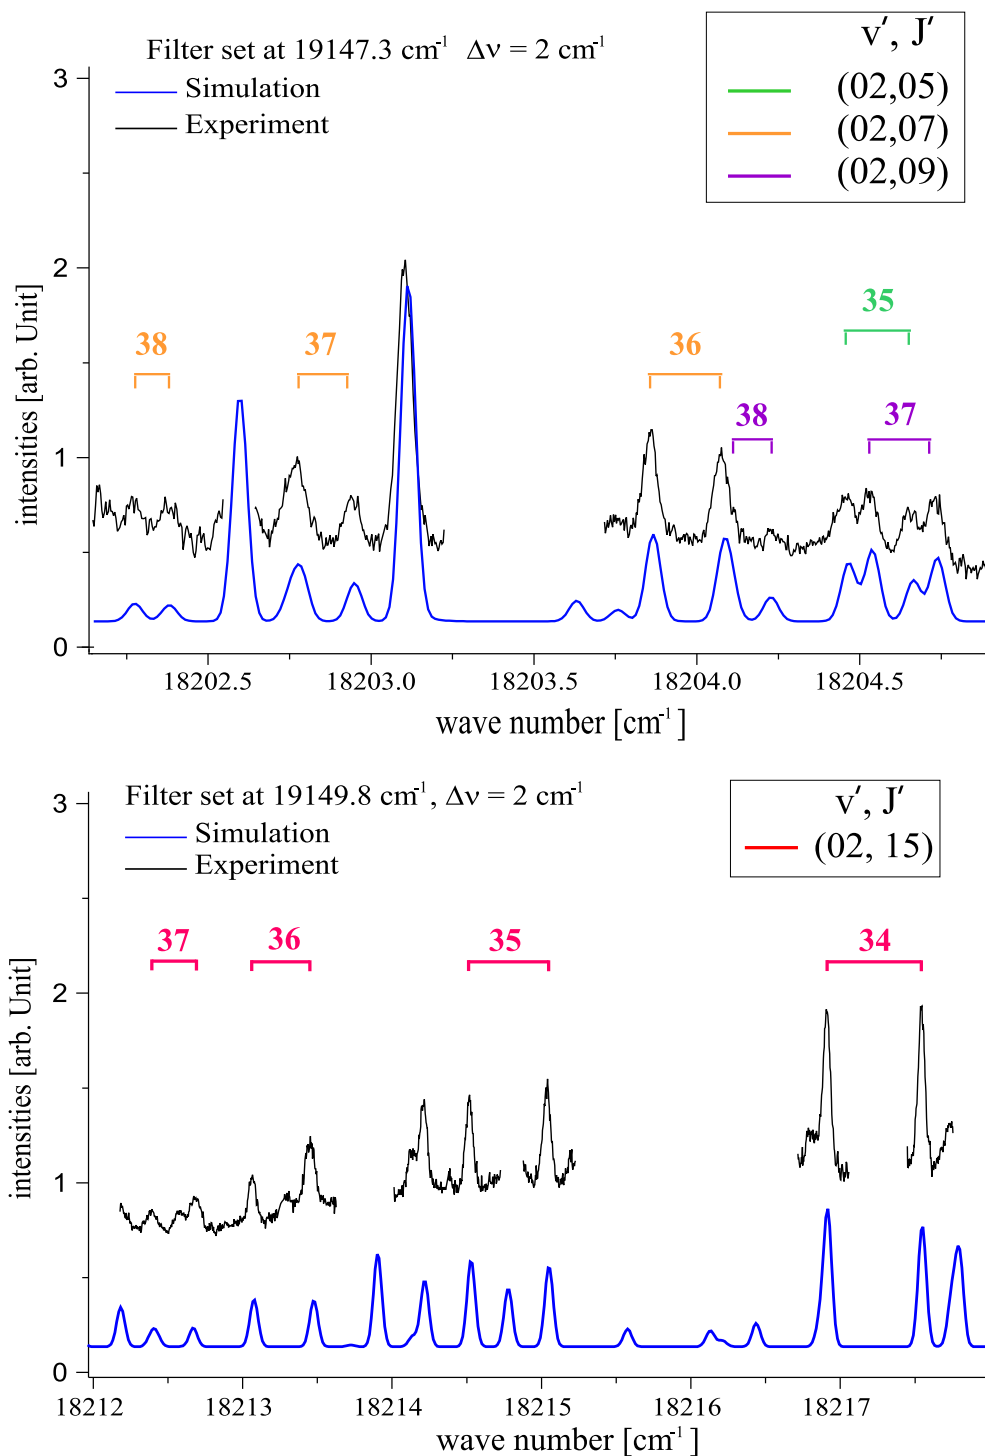 Filter set at 19147.3 cm-1 Δν = 2 cm-1
Simulation
Experiment
v′, J′
(02,05)
(02,07)
(02,09)
3
2
1
0
intensities [arb. Unit]
38
37
36
35
38
37
18202.5
18203.0
18203.5
18204.0
18204.5
wave number [cm-1]
Filter set at 19149.8 cm-1, Δν = 2 cm-1
Simulation
Experiment
v′, J′
(02, 15)
3
2
1
0
intensities [arb. Unit]
37
36
35
34
18212
18213
18214
18215
18216
18217
wave number [cm-1]